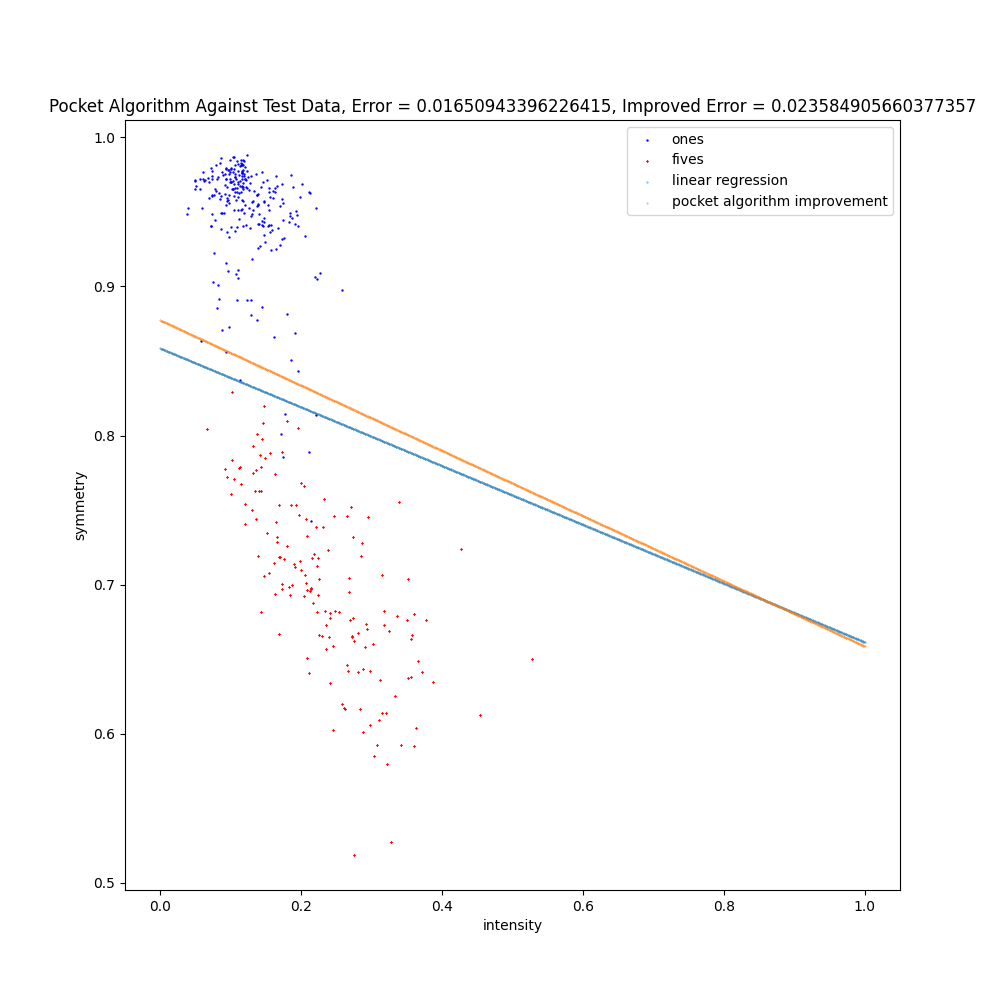 Pocket Algorithm Against Test Data, Error = 0.01650943396226415, Improved Error = 0.023584905660377357
ones
fives
linear regression
pocket algorithm improvement
1.0
0.9
0.8
0.7
0.6
0.5
symmetry
0.0 0.2 0.4 0.6 0.8 1.0
intensity